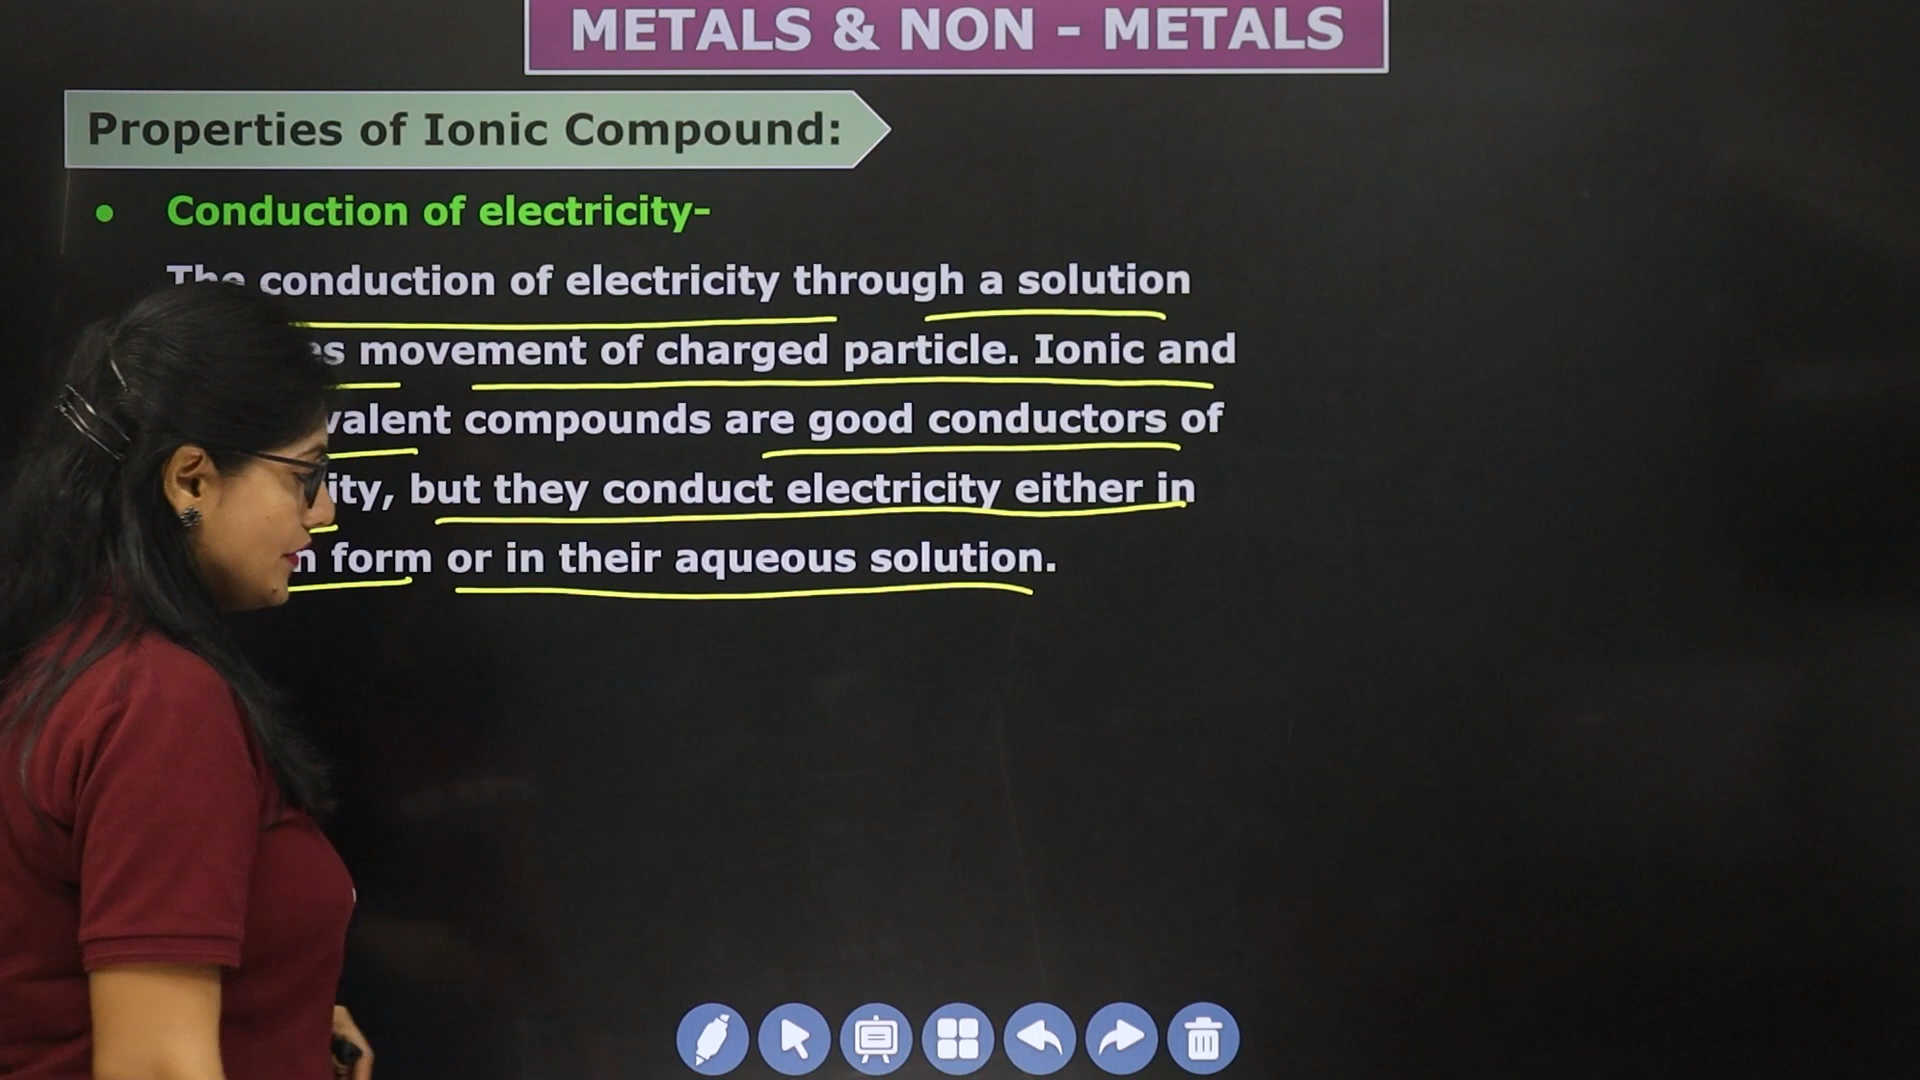 METALS & NON - METALS
Properties of Ionic Compound:
• Conduction of electricity-
The conduction of electricity through a solution
movement of charged particle. Ionic and
compounds are good conductors of
but they conduct electricity either in
form or in their aqueous solution.